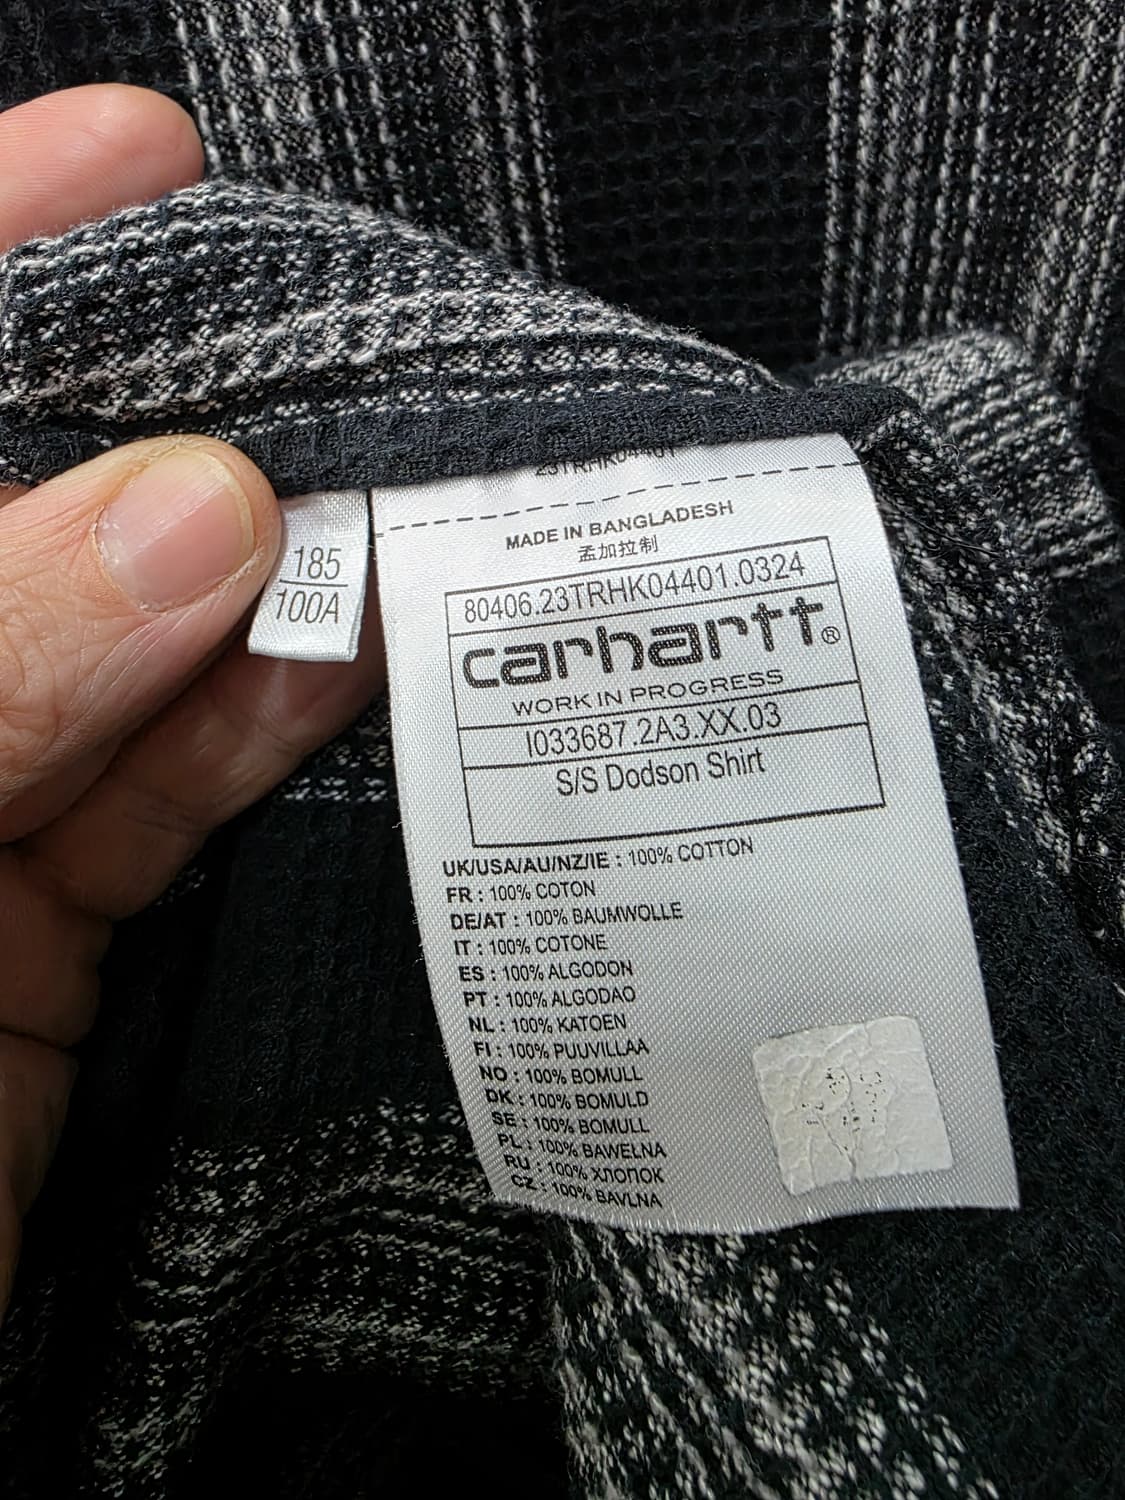 23TRHK04401
MADE IN BANGLADESH
孟加拉制
185
100A
80406.23TRHK04401.0324
carhartt®
WORK IN PROGRESS
I033687.2A3.XX.03
S/S Dodson Shirt
UK/USA/AU/NZ/IE : 100% COTTON
FR : 100% COTON
DE/AT : 100% BAUMWOLLE
IT : 100% COTONE
ES : 100% ALGODON
PT : 100% ALGODAO
NL : 100% KATOEN
FI : 100% PUUVILLAA
NO : 100% BOMULL
DK : 100% BOMULD
SE : 100% BOMULL
PL : 100% BAWEŁNA
RU : 100% ХЛОПОК
CZ : 100% BAVLNA